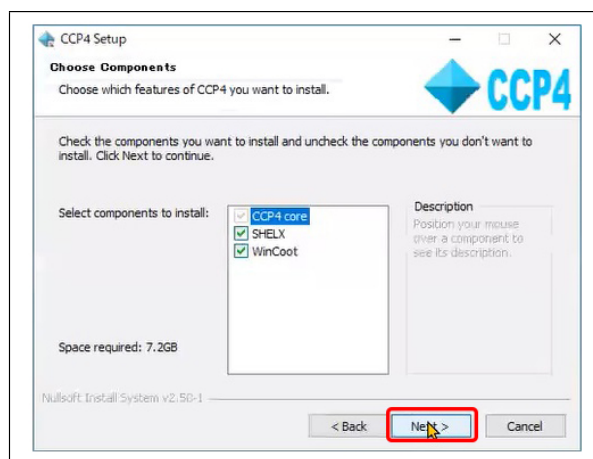 CCP4 Setup
Choose Components
Choose which features of CCP4 you want to install.
CCP4
Check the components you want to install and uncheck the components you don't want to
install. Click Next to continue.
Select components to install:
CCP4 core
SHELX
WinCoot
Description
Position your mouse
over a component to
see its description.
Space required: 7.2GB
Nullsoft Install System v2.50-1
< Back
Next >
Cancel